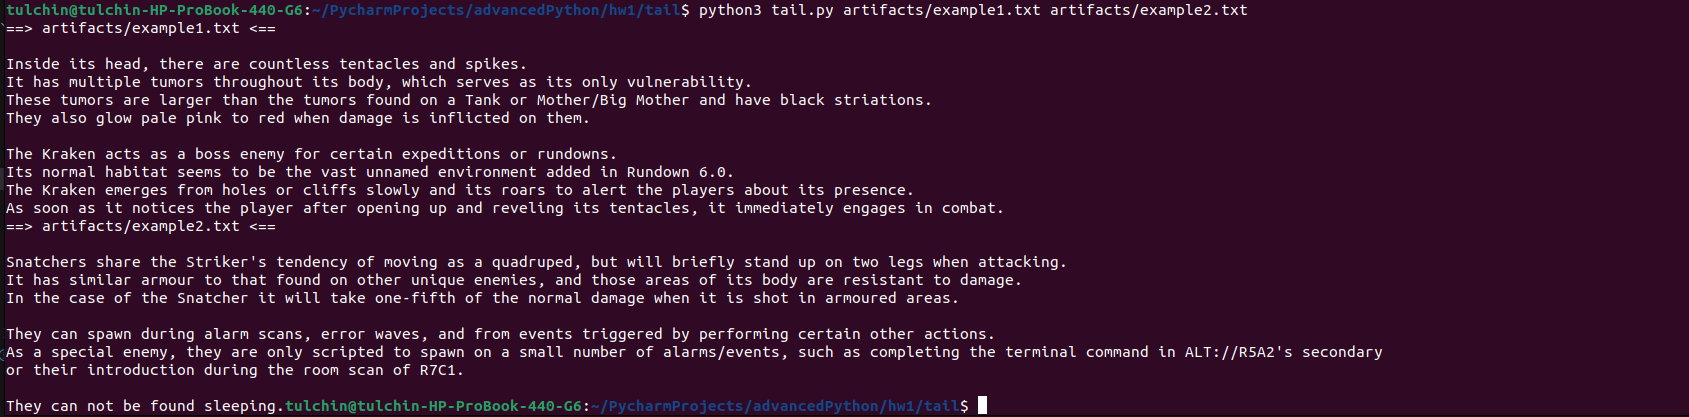 tulchin@tulchin-HP-ProBook-440-G6:~/PycharmProjects/advancedPython/hw1/tail$ python3 tail.py artifacts/example1.txt artifacts/example2.txt
==> artifacts/example1.txt <==
Inside its head, there are countless tentacles and spikes.
It has multiple tumors throughout its body, which serves as its only vulnerability.
These tumors are larger than the tumors found on a Tank or Mother/Big Mother and have black striations.
They also glow pale pink to red when damage is inflicted on them.
The Kraken acts as a boss enemy for certain expeditions or rundowns.
Its normal habitat seems to be the vast unnamed environment added in Rundown 6.0.
The Kraken emerges from holes or cliffs slowly and its roars to alert the players about its presence.
As soon as it notices the player after opening up and reveling its tentacles, it immediately engages in combat.
==> artifacts/example2.txt <==
Snatchers share the Striker's tendency of moving as a quadruped, but will briefly stand up on two legs when attacking.
It has similar armour to that found on other unique enemies, and those areas of its body are resistant to damage.
In the case of the Snatcher it will take one-fifth of the normal damage when it is shot in armoured areas.
They can spawn during alarm scans, error waves, and from events triggered by performing certain other actions.
As a special enemy, they are only scripted to spawn on a small number of alarms/events, such as completing the terminal command in ALT://R5A2's secondary
or their introduction during the room scan of R7C1.
They can not be found sleeping.tulchin@tulchin-HP-ProBook-440-G6:~/PycharmProjects/advancedPython/hw1/tail$